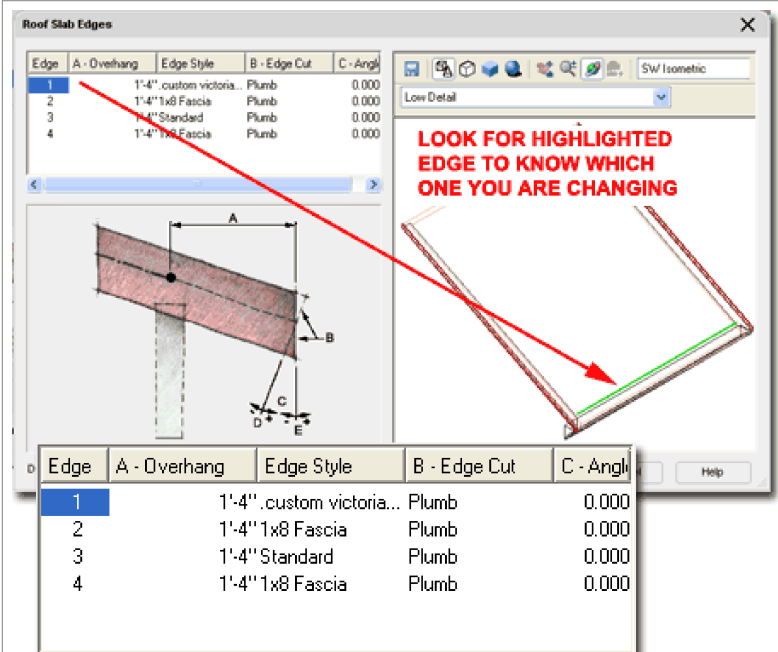 Roof Slab Edges
Edge A - Overhang Edge Style B - Edge Cut C - Angl
1 1'-4" .custom victoria... Plumb 0.000
2 1'-4" 1x8 Fascia Plumb 0.000
3 1'-4" Standard Plumb 0.000
4 1'-4" 1x8 Fascia Plumb 0.000
SW Isometric
Low Detail
LOOK FOR HIGHLIGHTED
EDGE TO KNOW WHICH
ONE YOU ARE CHANGING
A
B
C
D
E
D
Help
Edge A - Overhang Edge Style B - Edge Cut C - Angl
1 1'-4" .custom victoria... Plumb 0.000
2 1'-4" 1x8 Fascia Plumb 0.000
3 1'-4" Standard Plumb 0.000
4 1'-4" 1x8 Fascia Plumb 0.000